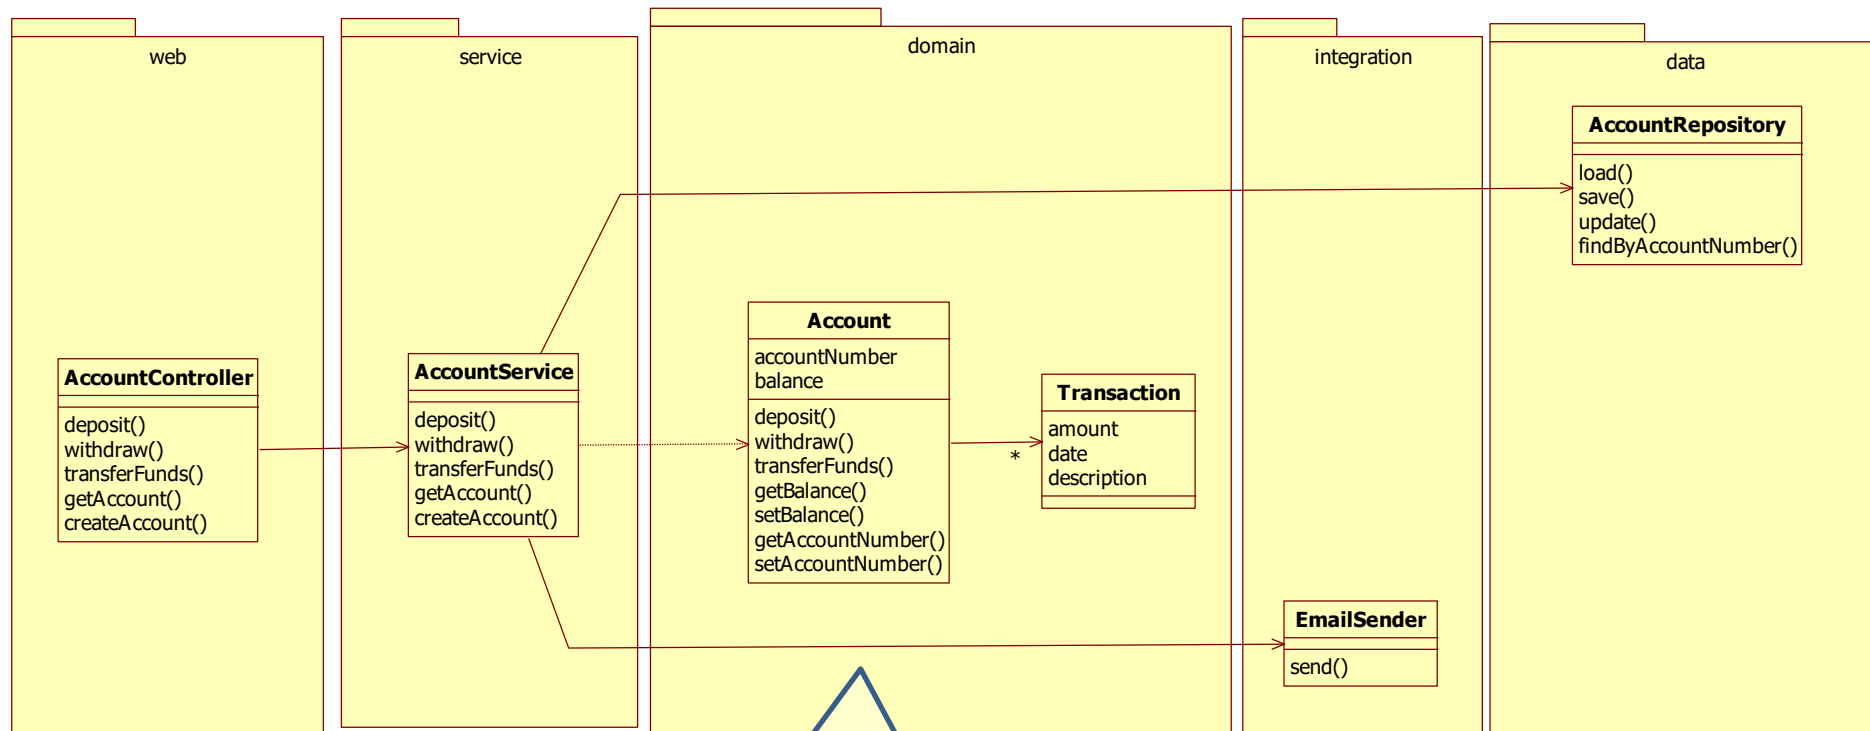 web
service
domain
integration
data
AccountController
deposit()
withdraw()
transferFunds()
getAccount()
createAccount()
AccountService
deposit()
withdraw()
transferFunds()
getAccount()
createAccount()
Account
accountNumber
balance
deposit()
withdraw()
transferFunds()
getBalance()
setBalance()
getAccountNumber()
setAccountNumber()
*
Transaction
amount
date
description
EmailSender
send()
AccountRepository
load()
save()
update()
findByAccountNumber()